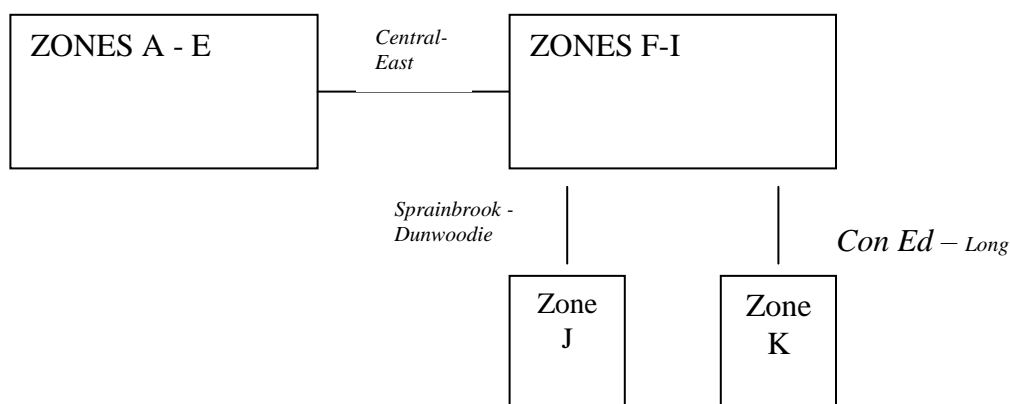 ZONES A - E
Central-
East
ZONES F-I
Sprainbrook -
Dunwoodie
Con Ed – Long
Zone
J
Zone
K